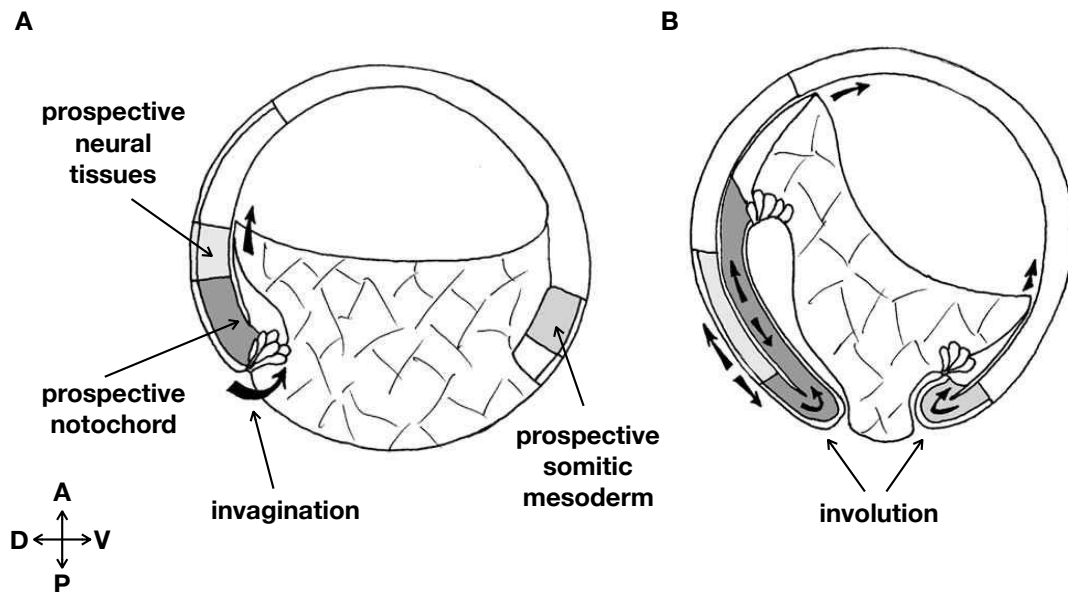 A
B
prospective
neural
tissues
prospective
notochord
invagination
prospective
somitic
mesoderm
involution
A
D V
P